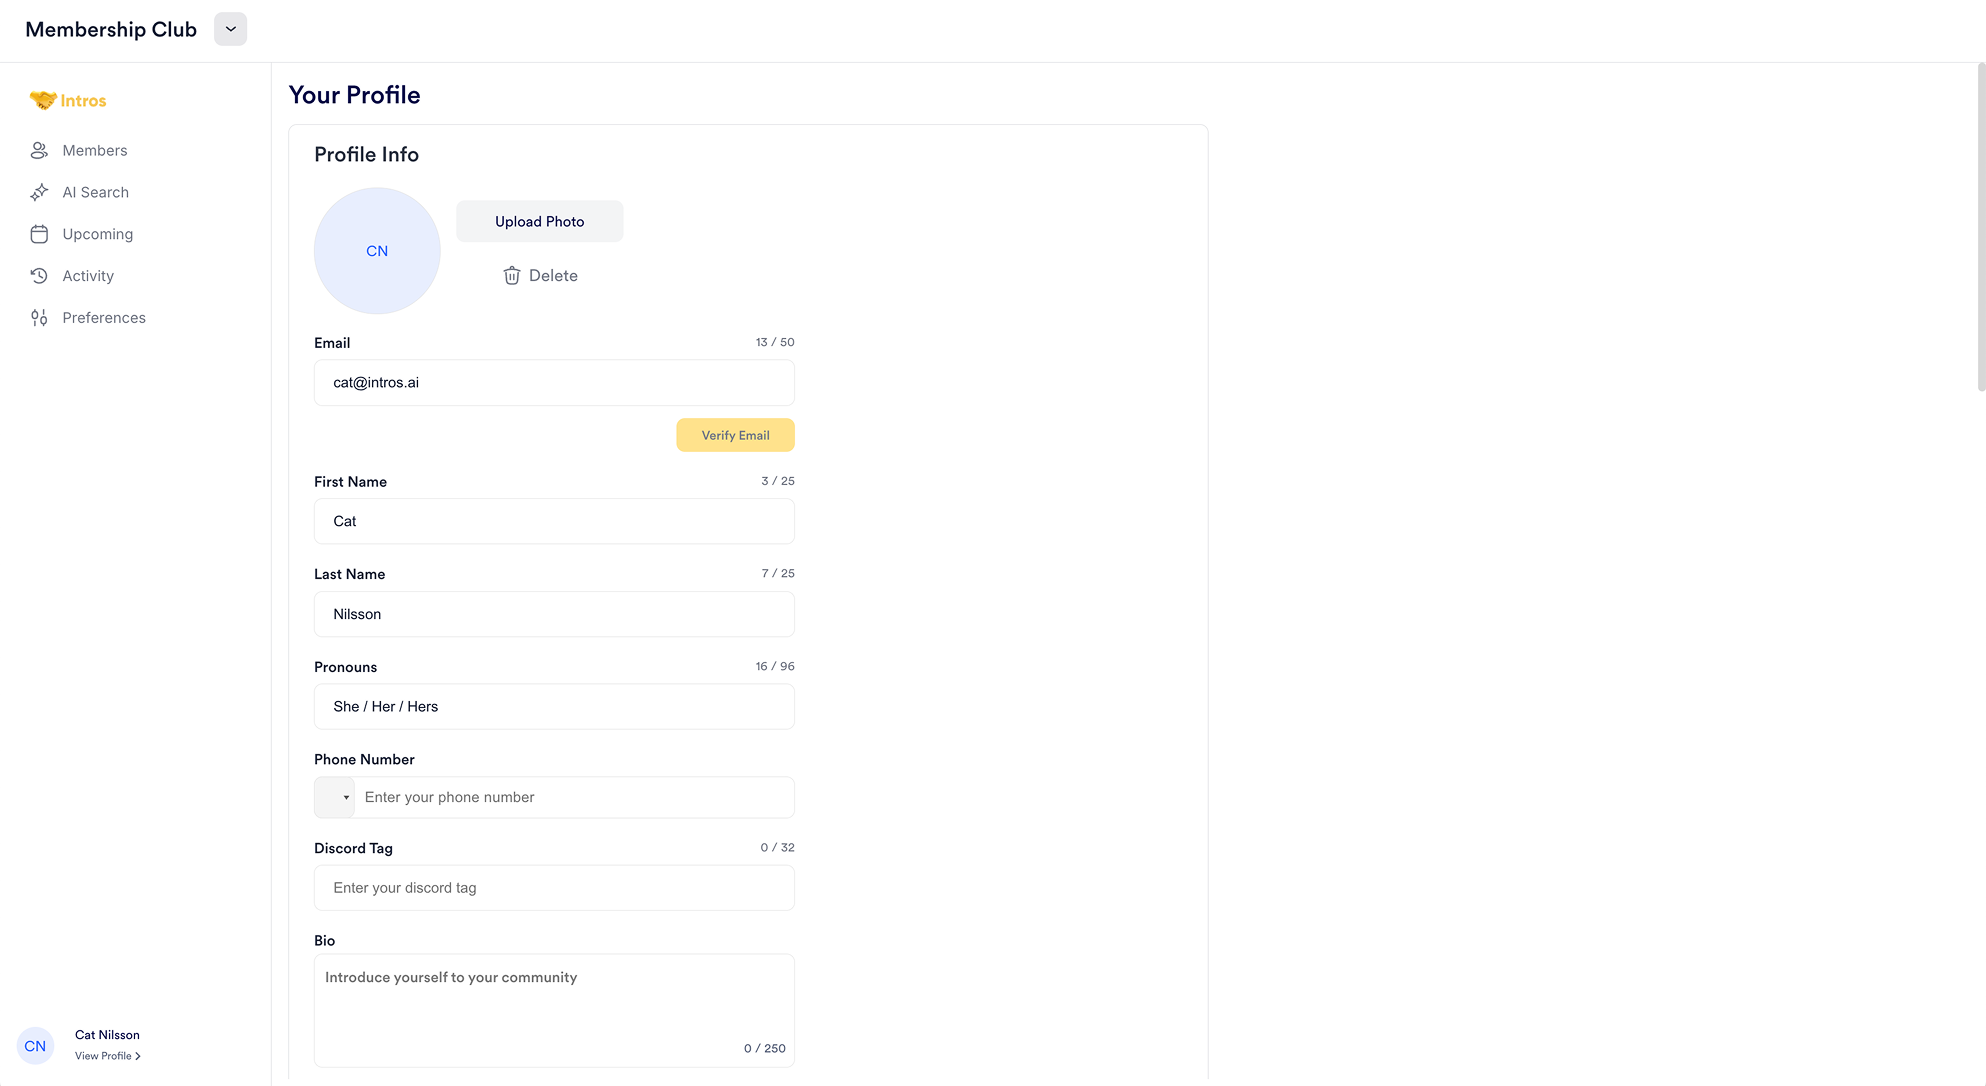 Membership Club
Intros
Members
AI Search
Upcoming
Activity
Preferences
Cat Nilsson
CN
View Profile
Your Profile
Profile Info
CN
Upload Photo
Delete
Email 13 / 50
cat@intros.ai
Verify Email
First Name 3 / 25
Cat
Last Name 7 / 25
Nilsson
Pronouns 16 / 96
She / Her / Hers
Phone Number
Enter your phone number
Discord Tag 0 / 32
Enter your discord tag
Bio
Introduce yourself to your community
0 / 250